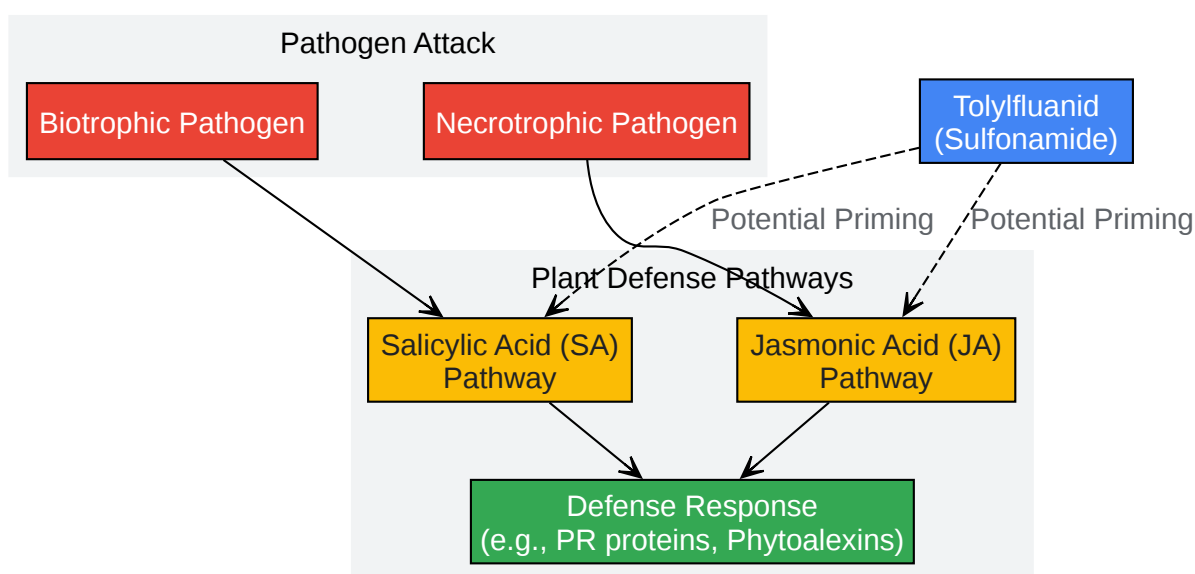 Pathogen Attack
Biotrophic Pathogen
Necrotrophic Pathogen
Tolylfluanid
(Sulfonamide)
Potential Priming
Potential Priming
Plant Defense Pathways
Salicylic Acid (SA)
Pathway
Jasmonic Acid (JA)
Pathway
Defense Response
(e.g., PR proteins, Phytoalexins)